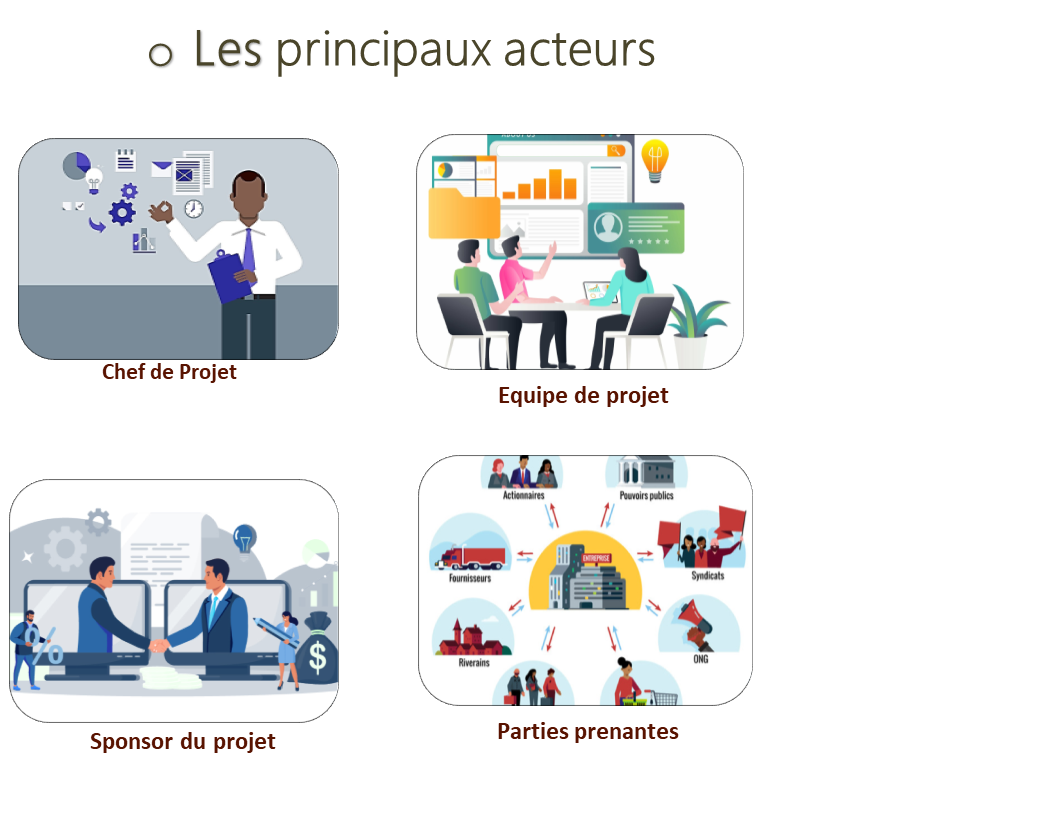 o Les principaux acteurs
ABOUT US
Chef de Projet
Equipe de projet
Actionnaires
Pouvoirs publics
ENTREPRISE
Fournisseurs
Syndicats
Riverains
ONG
%
$
Sponsor du projet
Parties prenantes